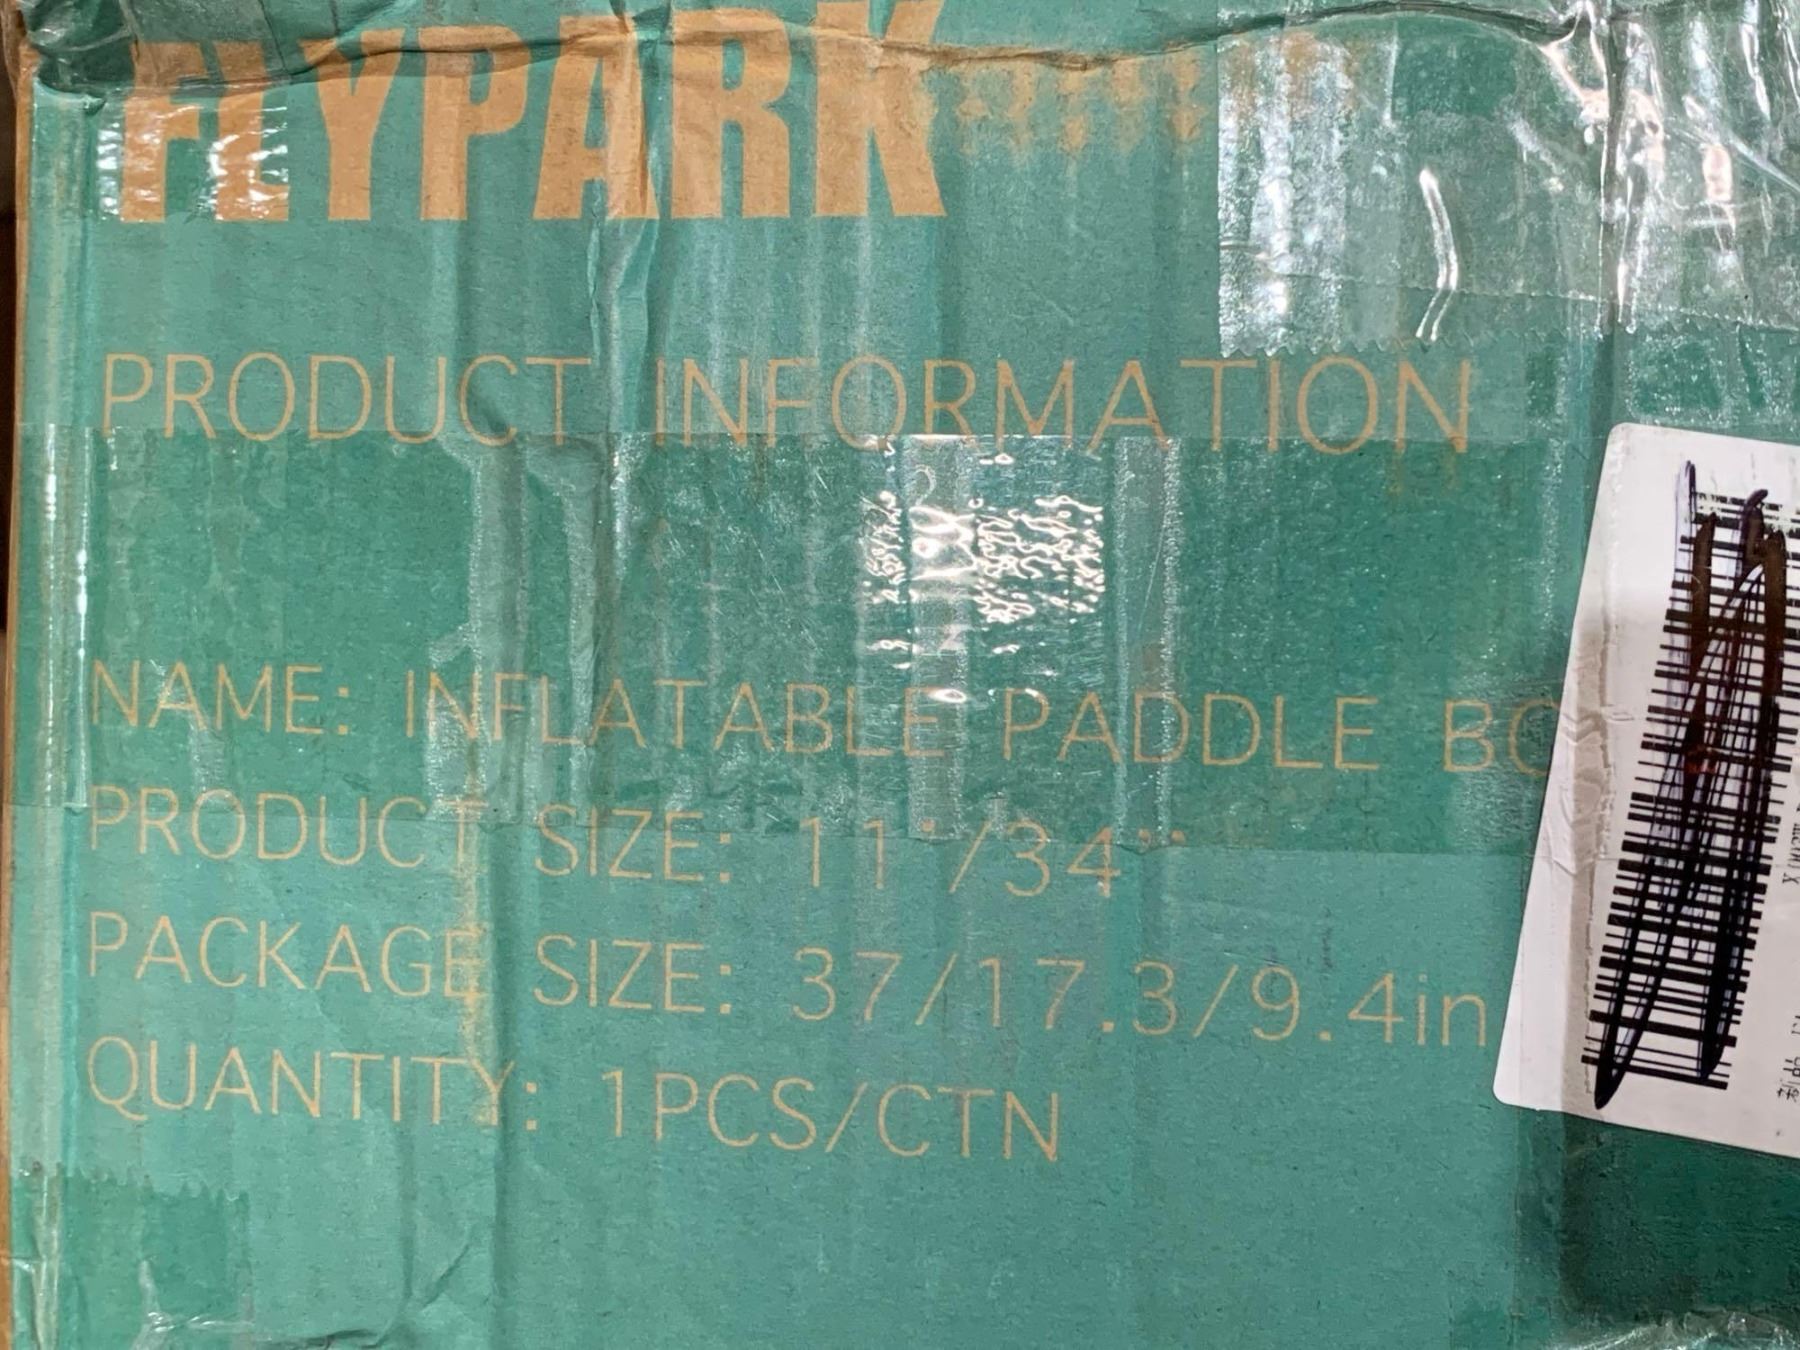 FLYPARK
PRODUCT INFORMATION
NAME: INFLATABLE PADDLE BO
PRODUCT SIZE: 11'/34''
PACKAGE SIZE: 37/17.3/9.4in
QUANTITY: 1PCS/CTN